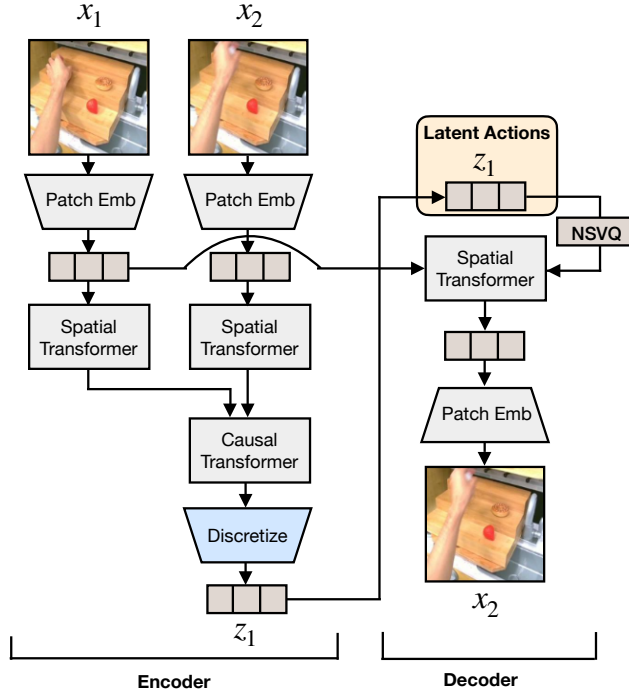 x₁
x₂
Patch Emb
Patch Emb
Spatial
Transformer
Spatial
Transformer
Causal
Transformer
Discretize
z₁
Encoder
Latent Actions
z₁
NSVQ
Spatial
Transformer
Patch Emb
x₂
Decoder